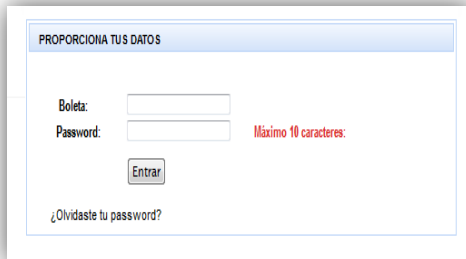 PROPORCIONA TUS DATOS
Boleta:
Password: Máximo 10 caracteres:
Entrar
¿Olvidaste tu password?